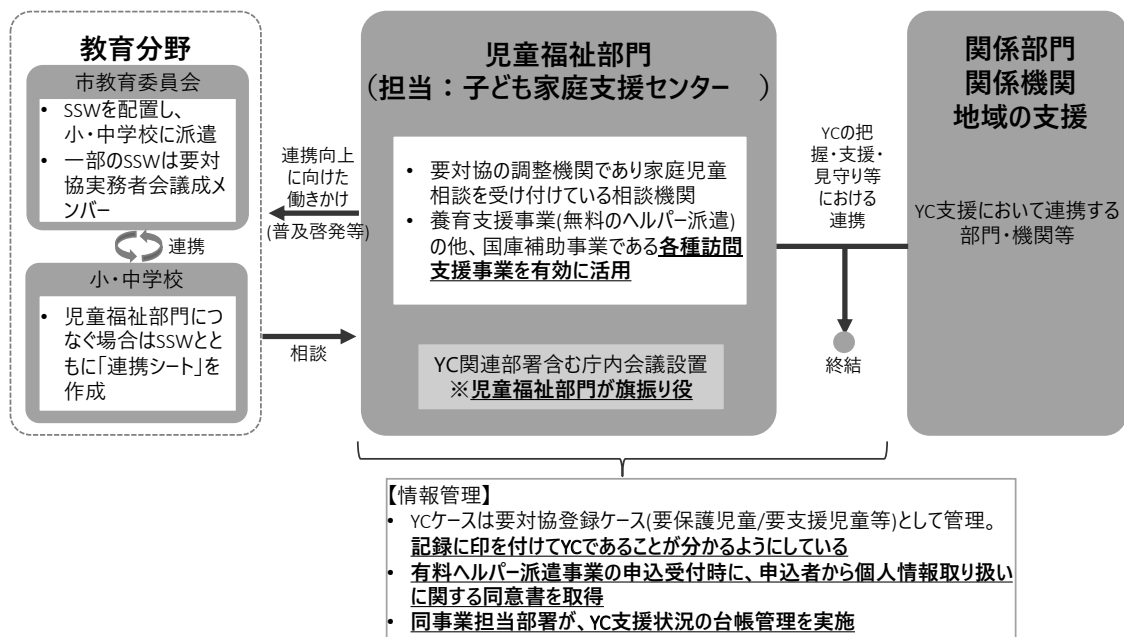 教育分野
市教育委員会
• SSWを配置し、
小・中学校に派遣
• 一部のSSWは要対
協実務者会議成メ
ンバー
連携
小・中学校
• 児童福祉部門につ
なぐ場合はSSWとと
もに「連携シート」を
作成
連携向上
に向けた
働きかけ
(普及啓発等)
相談
児童福祉部門
(担当：子ども家庭支援センター　)
• 要対協の調整機関であり家庭児童
相談を受け付けている相談機関
• 養育支援事業(無料のヘルパー派遣)
の他、国庫補助事業である各種訪問
支援事業を有効に活用
YC関連部署含む庁内会議設置
※児童福祉部門が旗振り役
YCの把
握・支援・
見守り等
における
連携
終結
関係部門
関係機関
地域の支援
YC支援において連携する
部門・機関等
【情報管理】
• YCケースは要対協登録ケース(要保護児童/要支援児童等)として管理。
記録に印を付けてYCであることが分かるようにしている
• 有料ヘルパー派遣事業の申込受付時に、申込者から個人情報取り扱い
に関する同意書を取得
• 同事業担当部署が、YC支援状況の台帳管理を実施